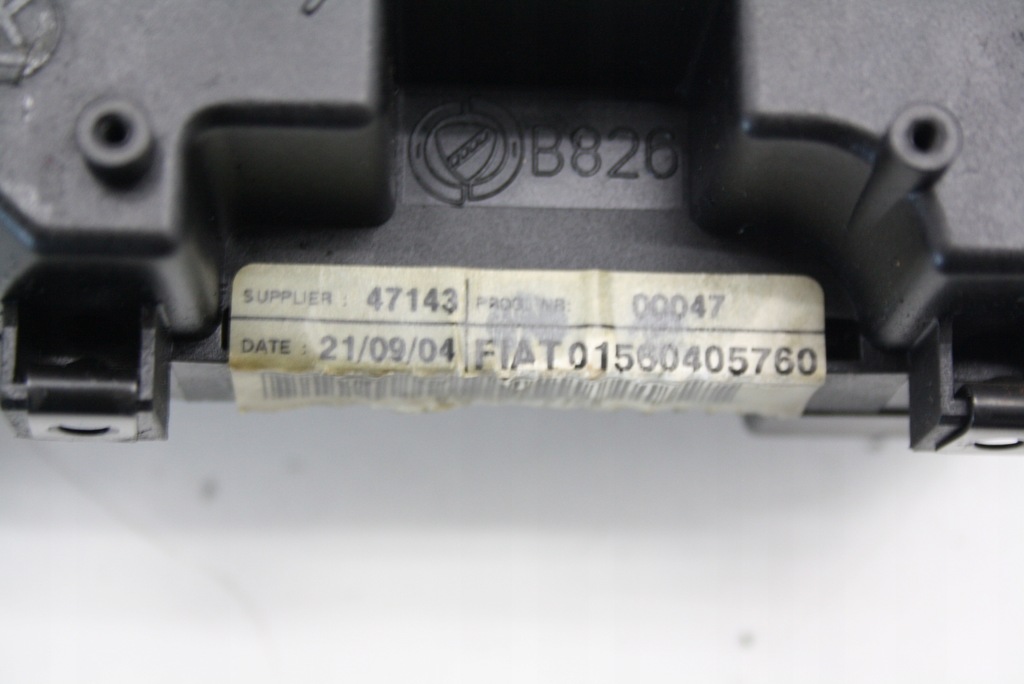 B826
SUPPLIER : 47143 PROG. NR: 00047
DATE : 21/09/04 FIAT 01560405760